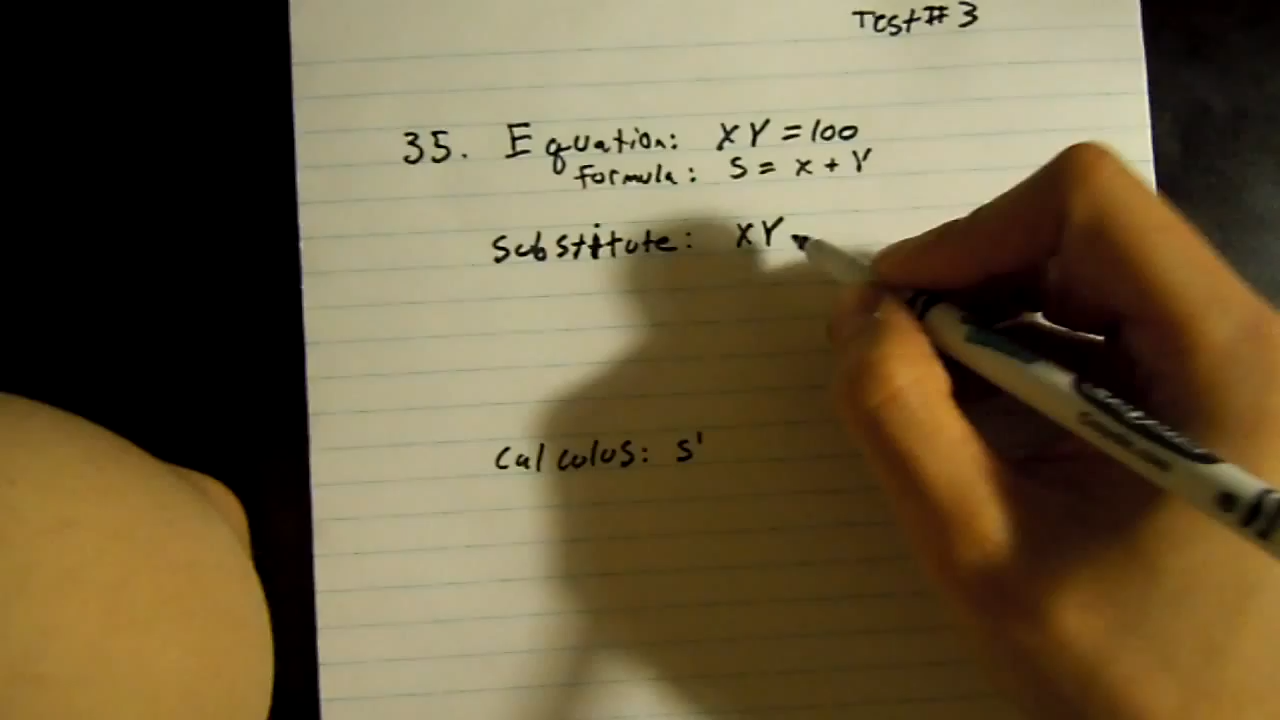 Test# 3
35. Equation: XY = 100
Formula: S = x + Y
Substitute: XY
Calculus: S'